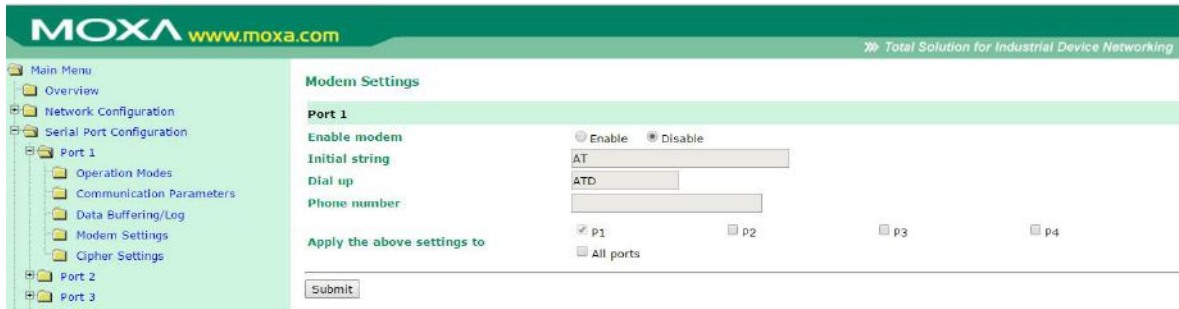 MOXA www.moxa.com
Total Solution for Industrial Device Networking
Main Menu
Overview
Network Configuration
Serial Port Configuration
Port 1
Operation Modes
Communication Parameters
Data Buffering/Log
Modem Settings
Cipher Settings
Port 2
Port 3
Modem Settings
Port 1
Enable modem Enable Disable
Initial string AT
Dial up ATD
Phone number
Apply the above settings to P1 P2 P3 P4
All ports
Submit